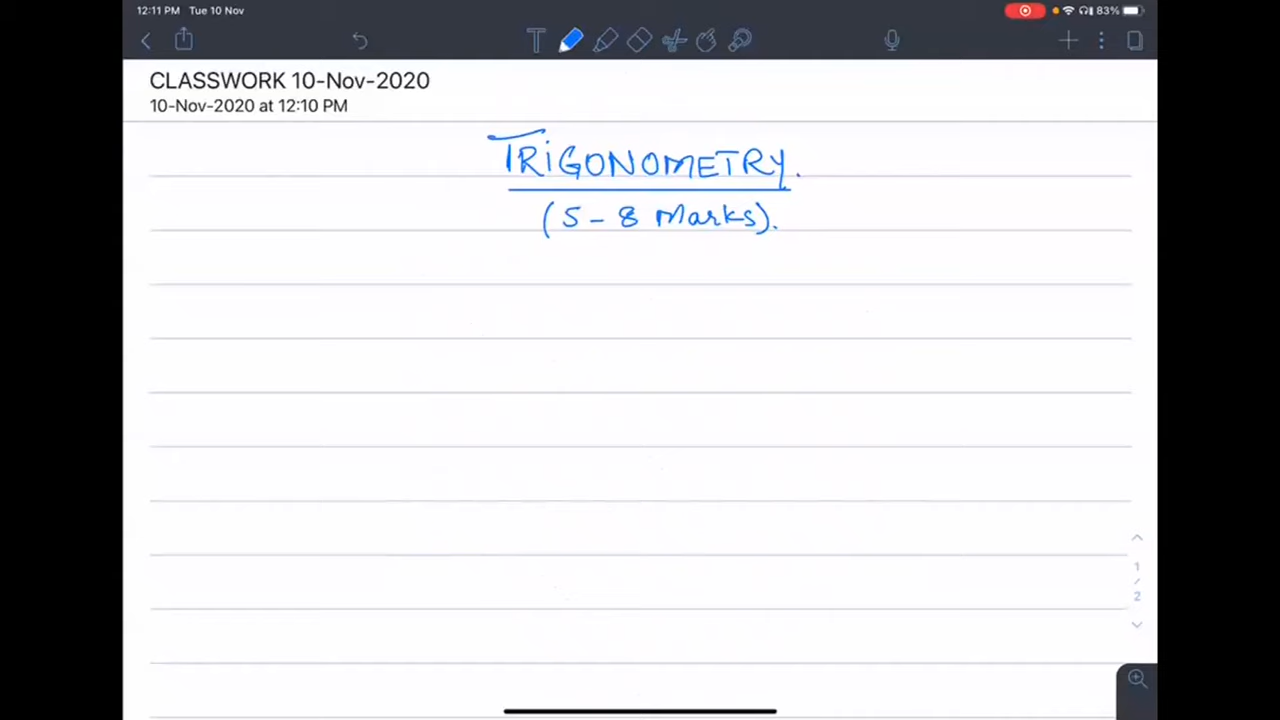 12:11 PM Tue 10 Nov
83%
CLASSWORK 10-Nov-2020
10-Nov-2020 at 12:10 PM
TRIGONOMETRY.
(5-8 Marks).
1
/
2